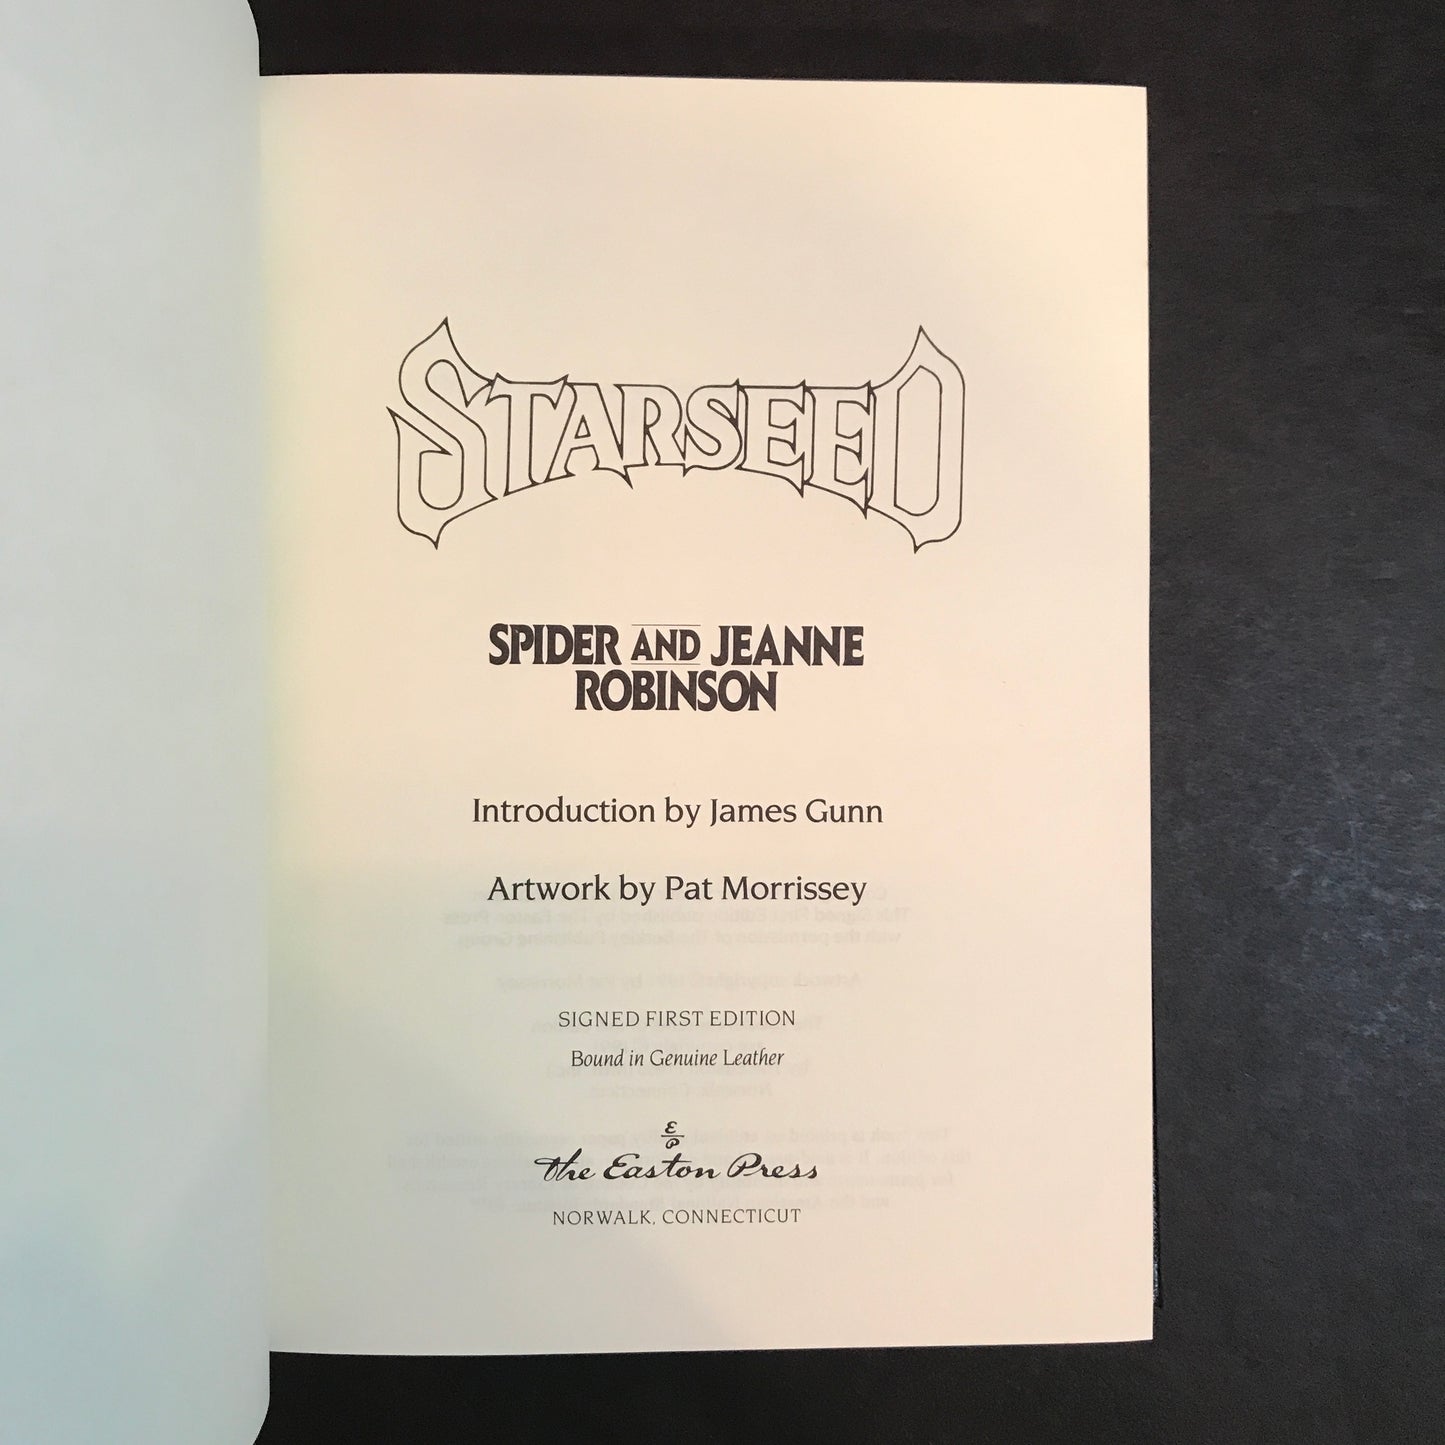 STARSEED
SPIDER AND JEANNE
ROBINSON
Introduction by James Gunn
Artwork by Pat Morrissey
SIGNED FIRST EDITION
Bound in Genuine Leather
E
P
The Easton Press
NORWALK, CONNECTICUT